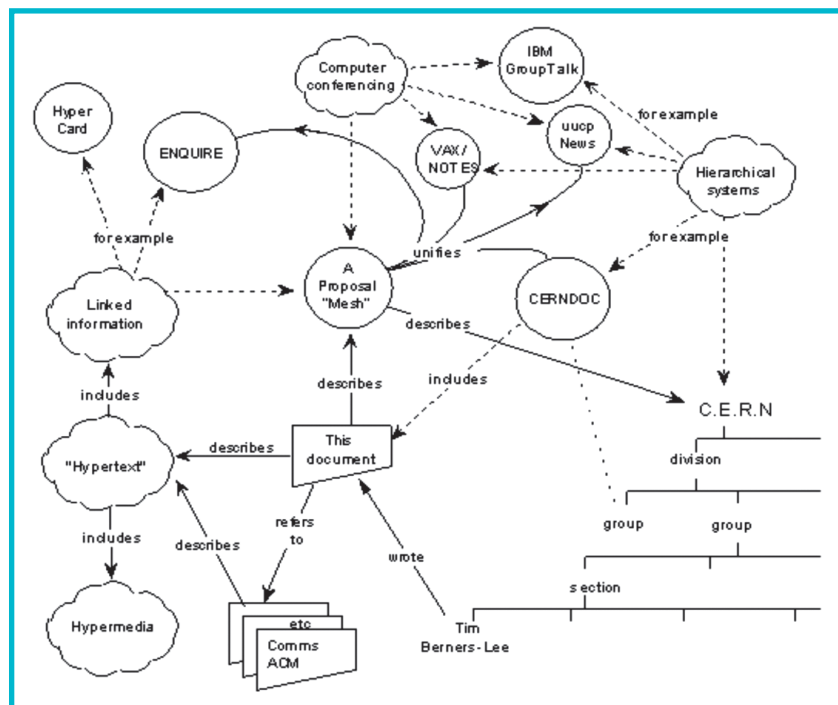 IBM
GroupTalk
Computer
conferencing
Hyper
Card
for example
uucp
News
ENQUIRE
VAX/
NOTES
Hierarchical
systems
for example
unifies
for example
A
Proposal
"Mesh"
CERNDOC
Linked
information
describes
describes
includes
includes
C.E.R.N
This
document
describes
division
"Hypertext"
refers
to
group
group
includes
describes
wrote
section
etc
Hypermedia
Comms
ACM
Tim
Berners-Lee